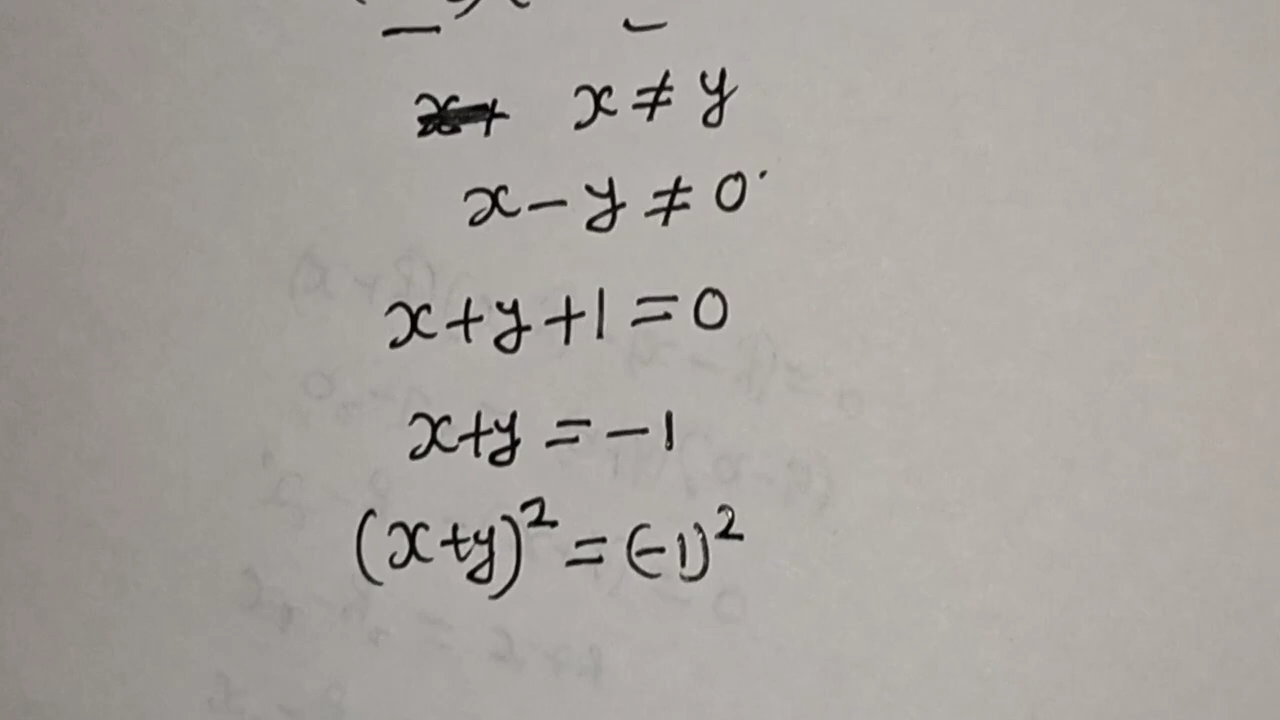 x ≠ y
x - y ≠ 0
x + y + 1 = 0
x + y = -1
(x + y)² = (-1)²